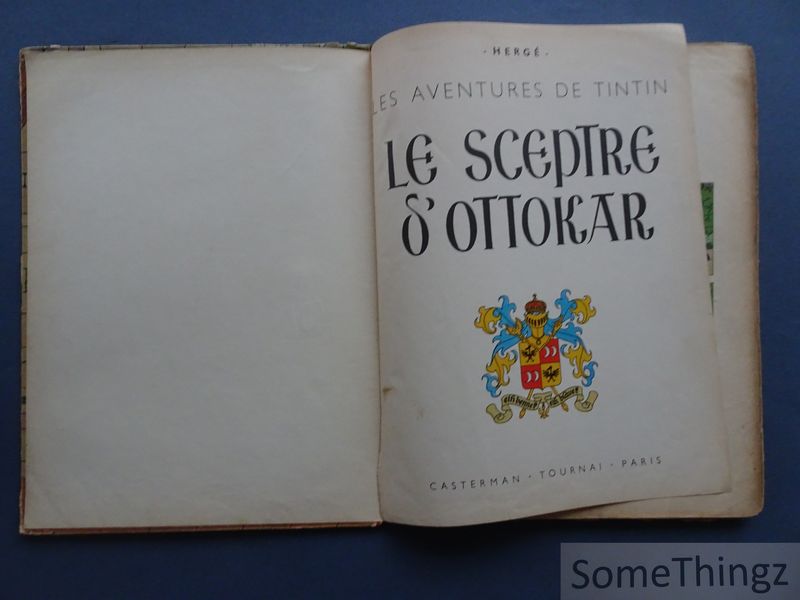 - HERGÉ -
LES AVENTURES DE TINTIN
LE SCEPTRE
D'OTTOKAR
CASTERMAN · TOURNAI · PARIS
SomeThingz